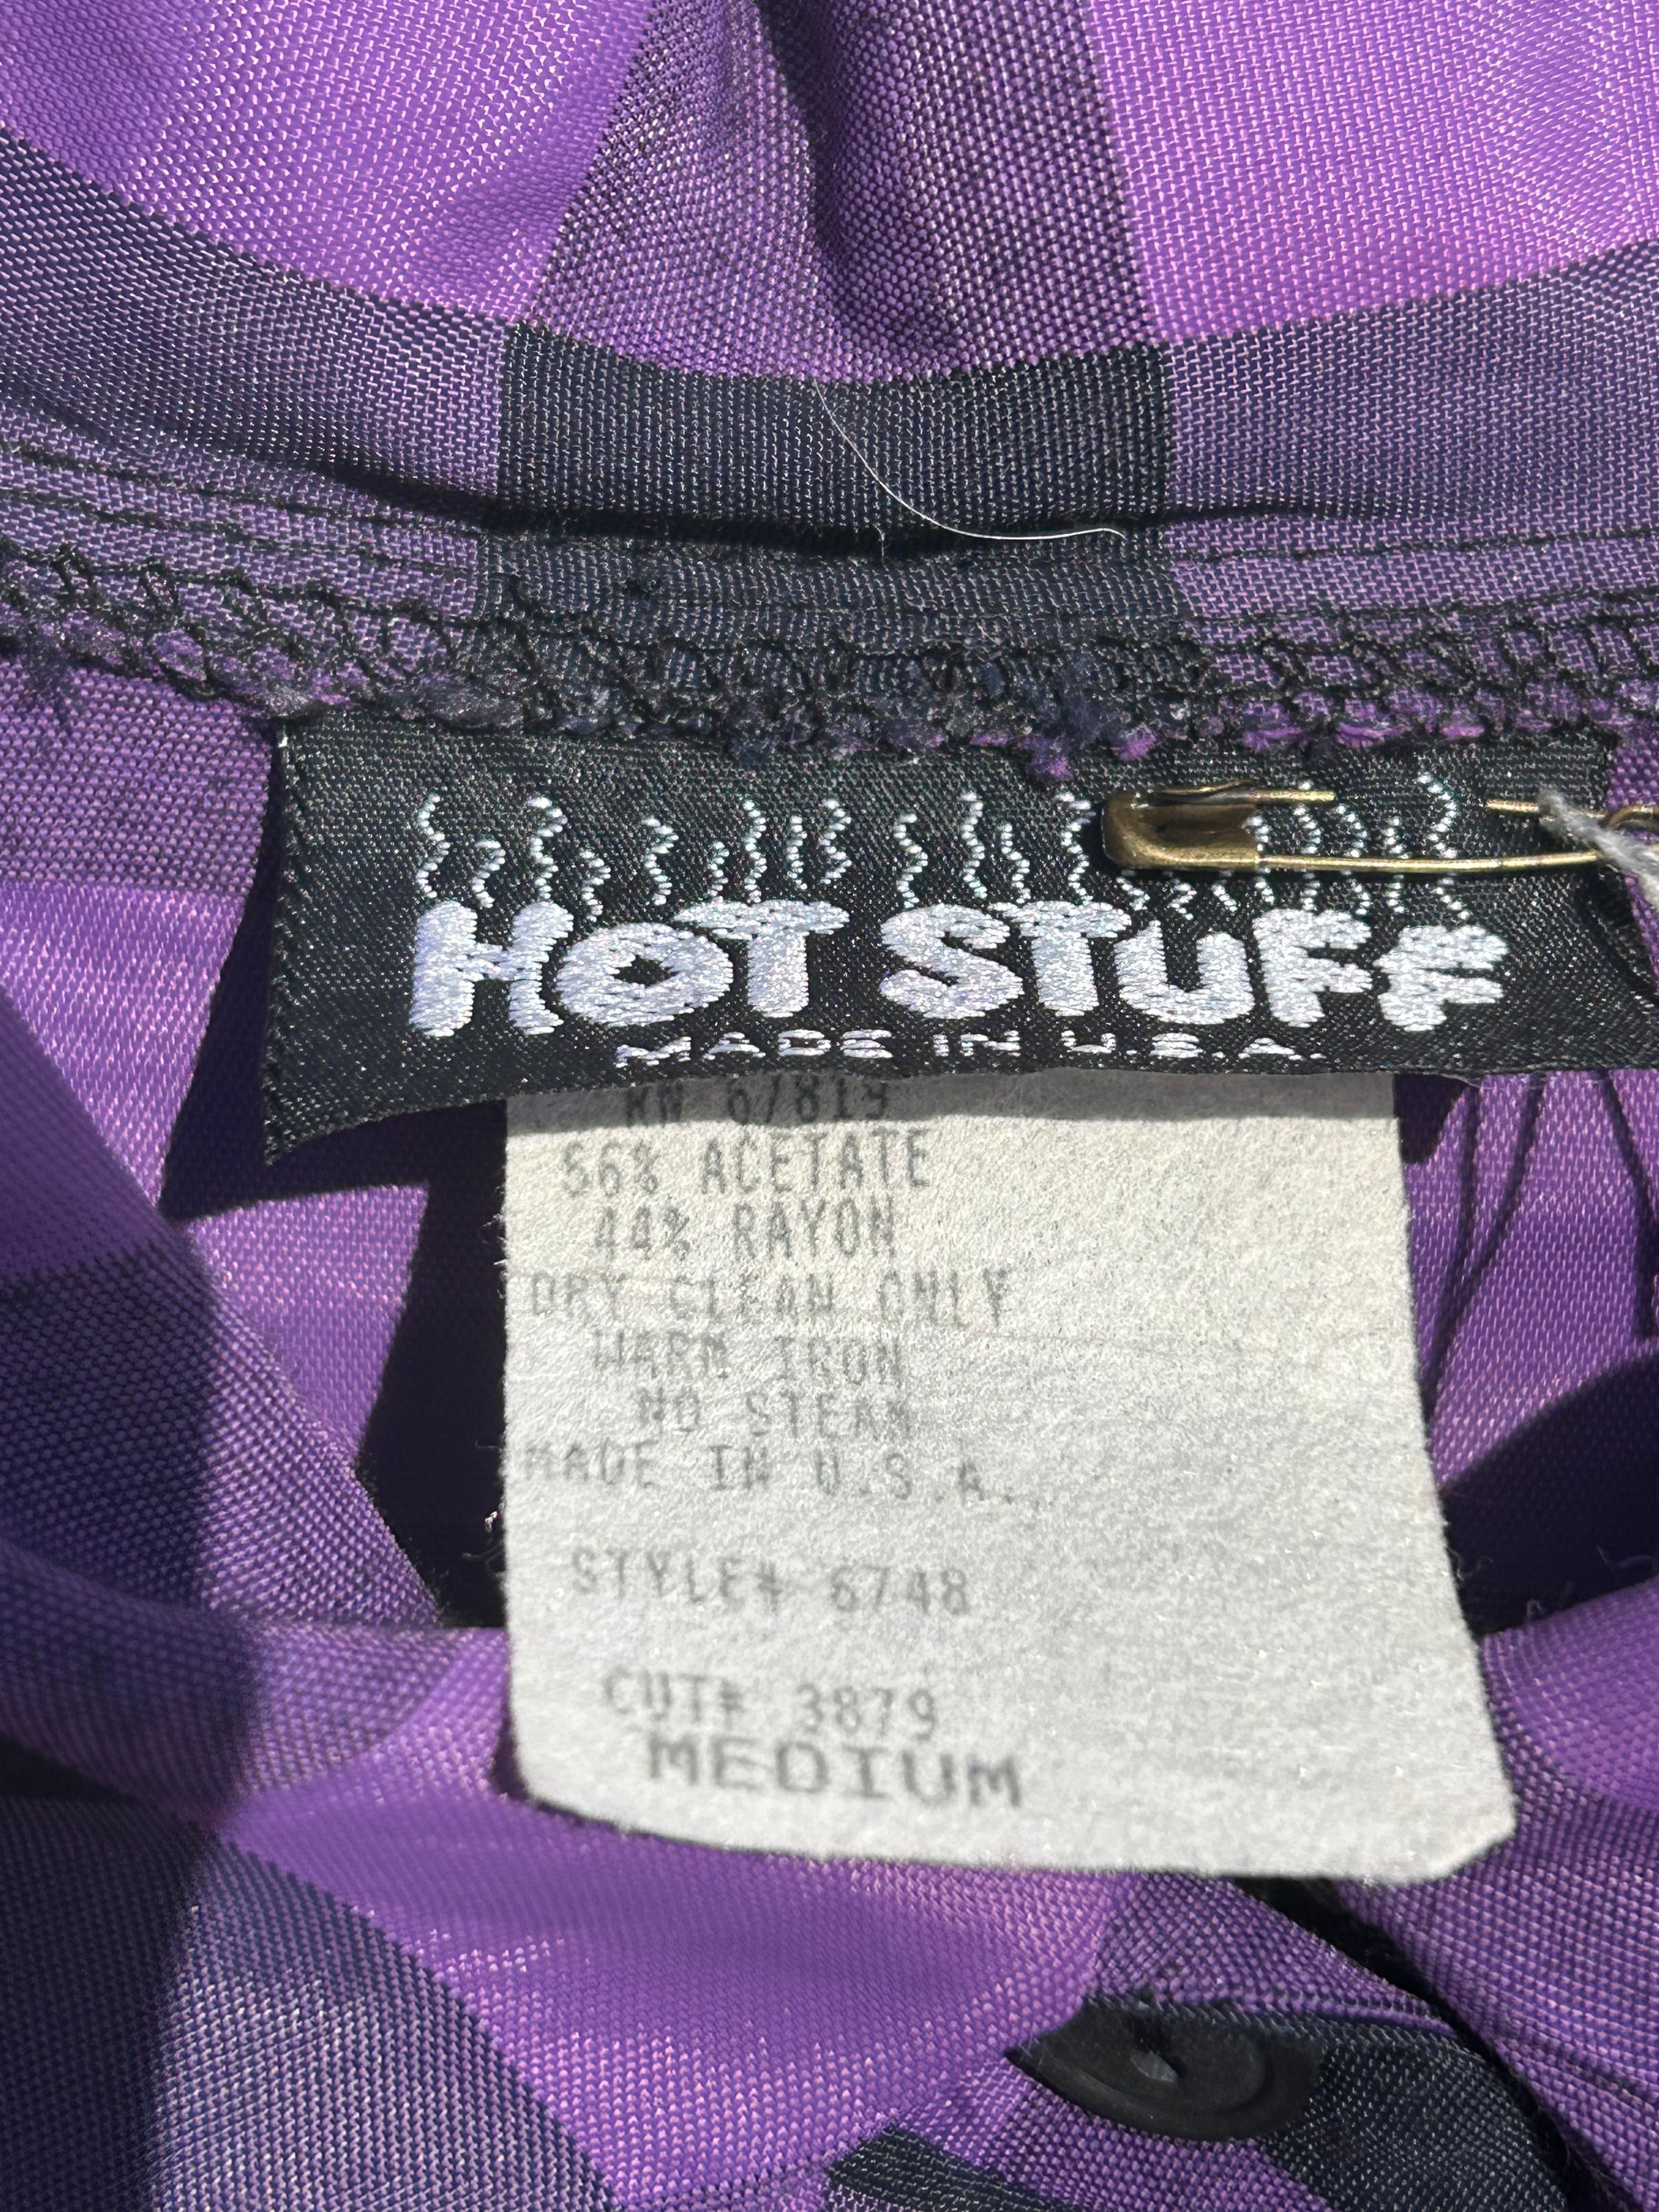 HOT STUFF
MADE IN U.S.A.
RN 67819
56% ACETATE
44% RAYON
DRY CLEAN ONLY
WARM IRON
NO STEAM
MADE IN U.S.A.
STYLE# 6748
CUT# 3879
MEDIUM